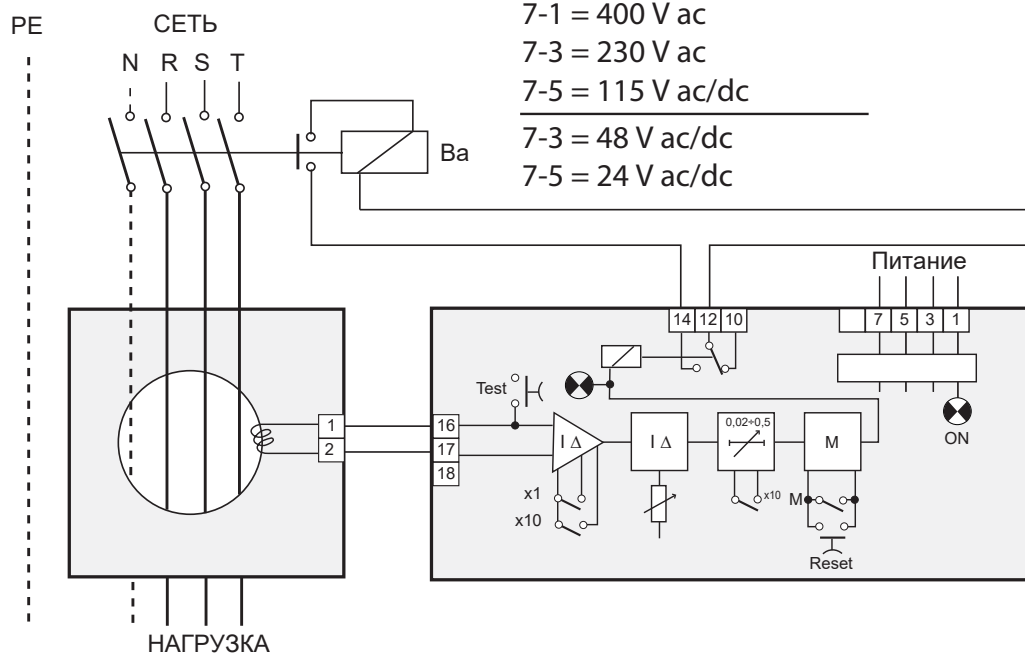 7-1 = 400 V ac
PE СЕТЬ
7-3 = 230 V ac
N R S T
7-5 = 115 V ac/dc
7-3 = 48 V ac/dc
Ba
7-5 = 24 V ac/dc
Питание
14 12 10 7 5 3 1
Test
1 16 I Δ I Δ 0,02÷0,5 M ON
2 17
18
x1 M x10
x10
Reset
НАГРУЗКА